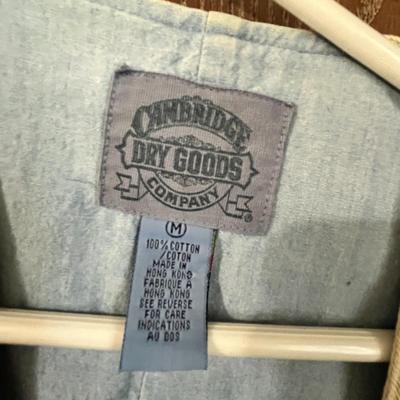 CAMBRIDGE
DRY GOODS
COMPANY
®
M
100% COTTON
/COTON
MADE IN
HONG KONG
FABRIQUE À
HONG KONG
SEE REVERSE
FOR CARE
INDICATIONS
AU DOS